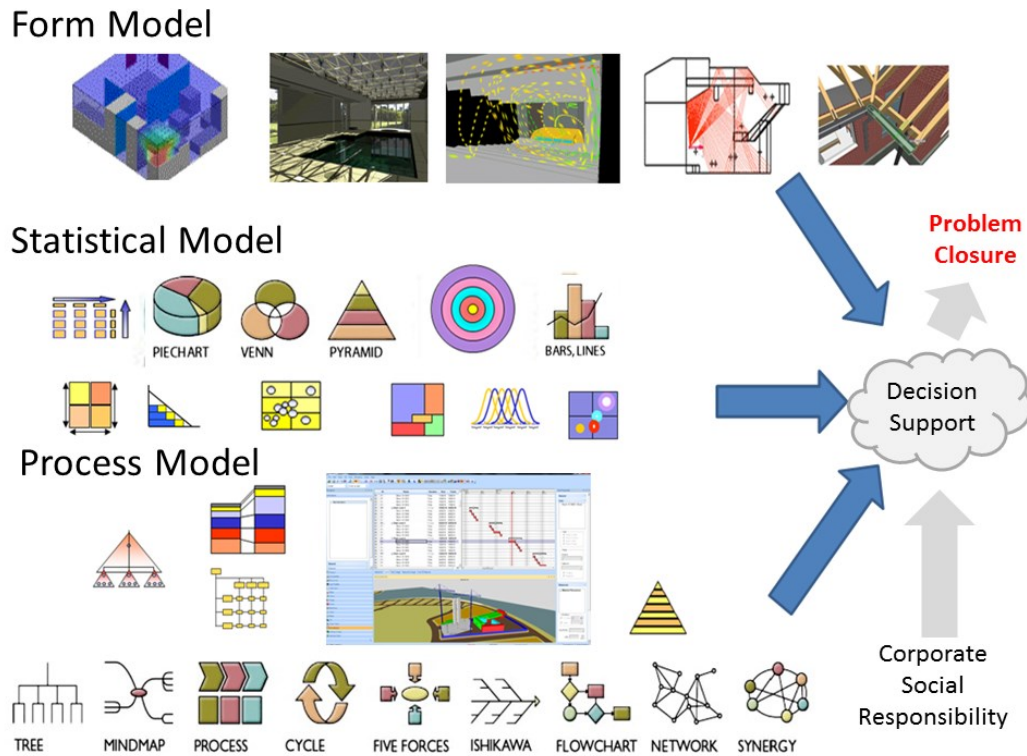 Form Model
Problem
Closure
Statistical Model
PIECHART
VENN
PYRAMID
BARS, LINES
Decision
Support
Process Model
Corporate
Social
Responsibility
TREE
MINDMAP
PROCESS
CYCLE
FIVE FORCES
ISHIKAWA
FLOWCHART
NETWORK
SYNERGY